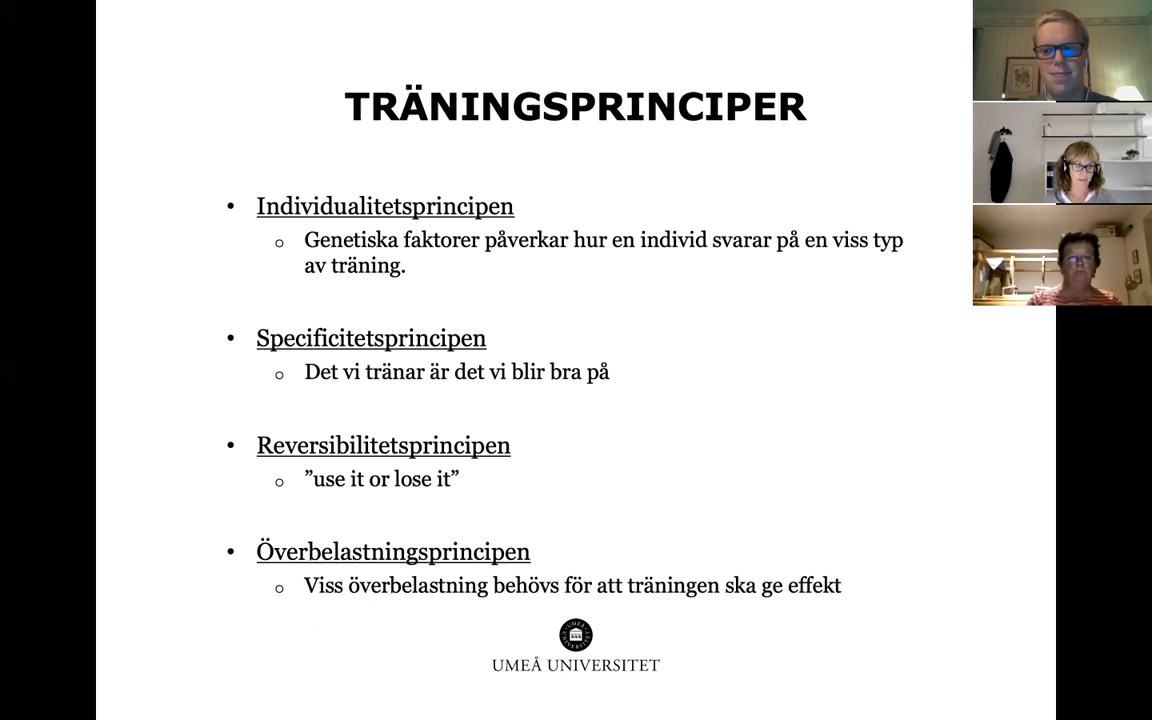 TRÄNINGSPRINCIPER
• Individualitetsprincipen
○ Genetiska faktorer påverkar hur en individ svarar på en viss typ
av träning.
• Specificitetsprincipen
○ Det vi tränar är det vi blir bra på
• Reversibilitetsprincipen
○ ”use it or lose it”
• Överbelastningsprincipen
○ Viss överbelastning behövs för att träningen ska ge effekt
UMEÅ UNIVERSITET